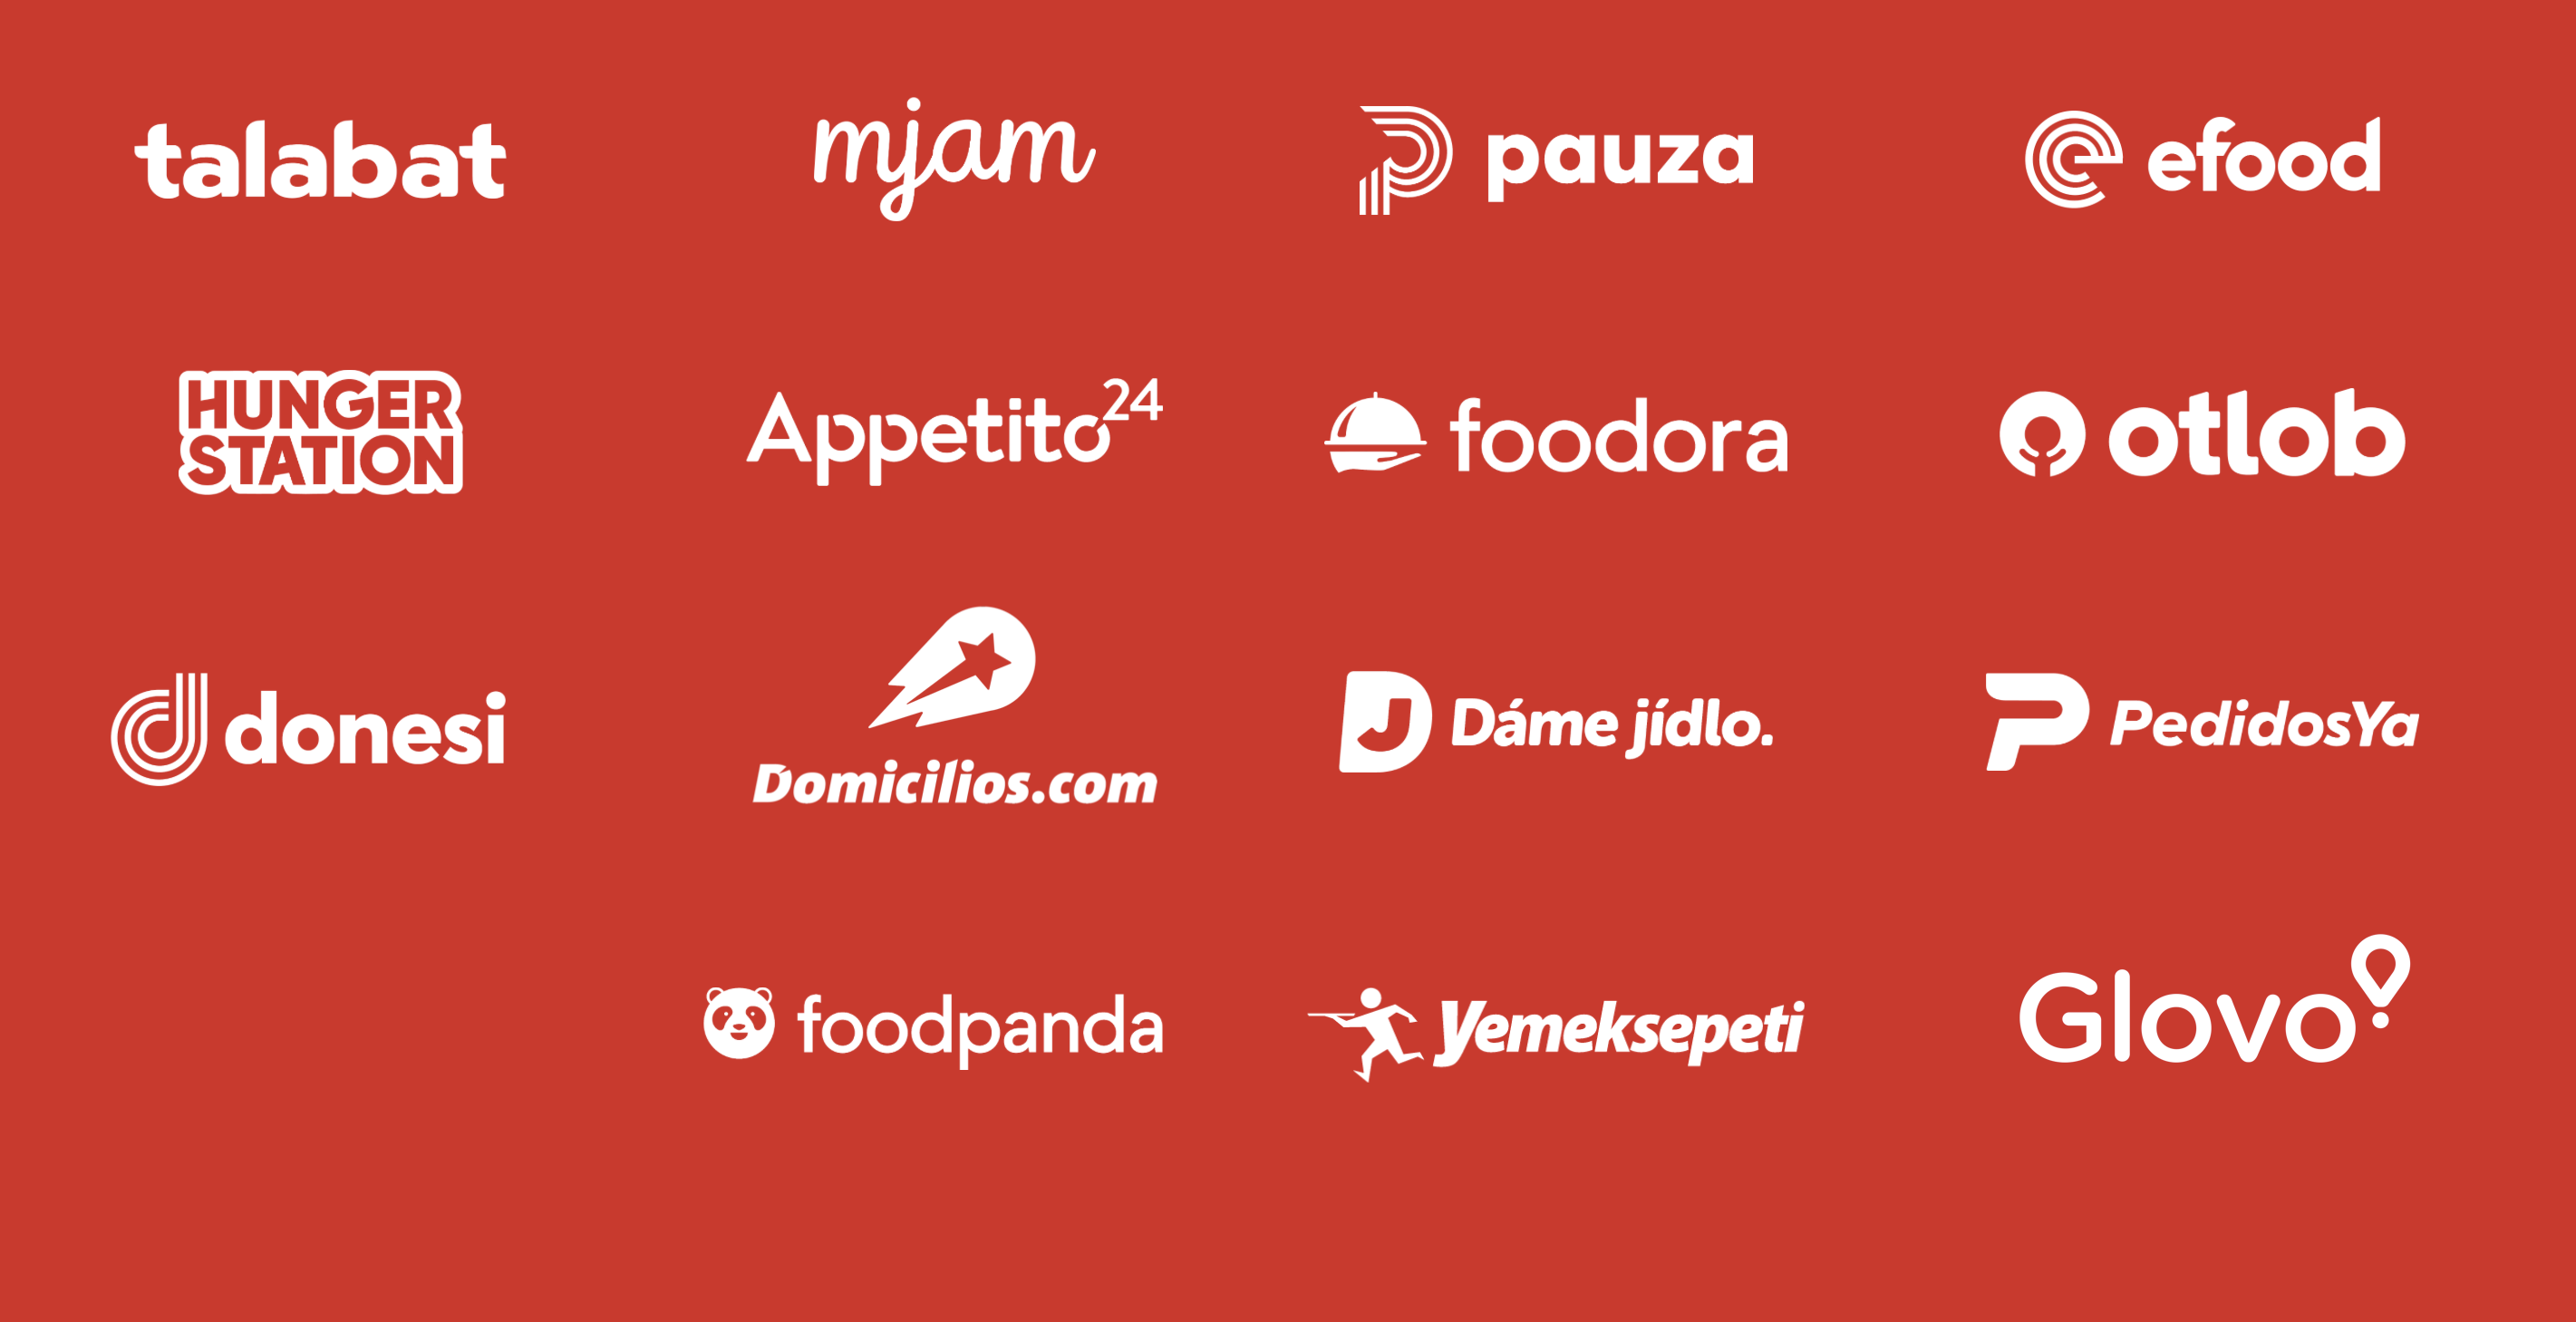 talabat
mjam
pauza
efood
HUNGER
STATION
Appetito24
foodora
otlob
donesi
Domicilios.com
Dáme jídlo.
PedidosYa
foodpanda
Yemeksepeti
Glovo